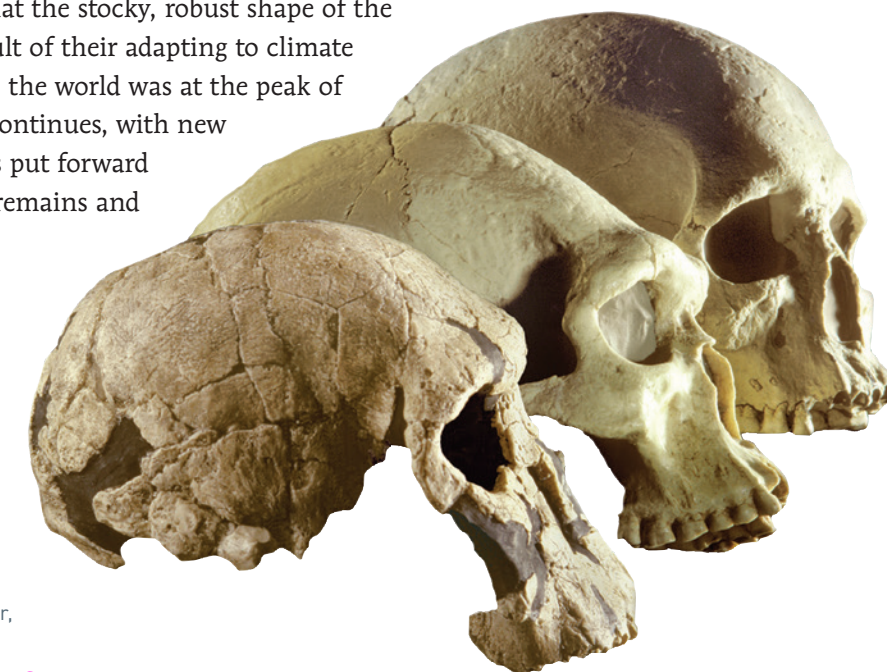 at the stocky, robust shape of the
ult of their adapting to climate
the world was at the peak of
ontinues, with new
put forward
remains and
r,